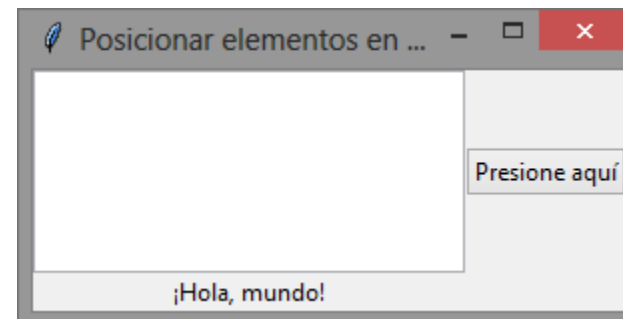 Posicionar elementos en ...
Presione aquí
¡Hola, mundo!